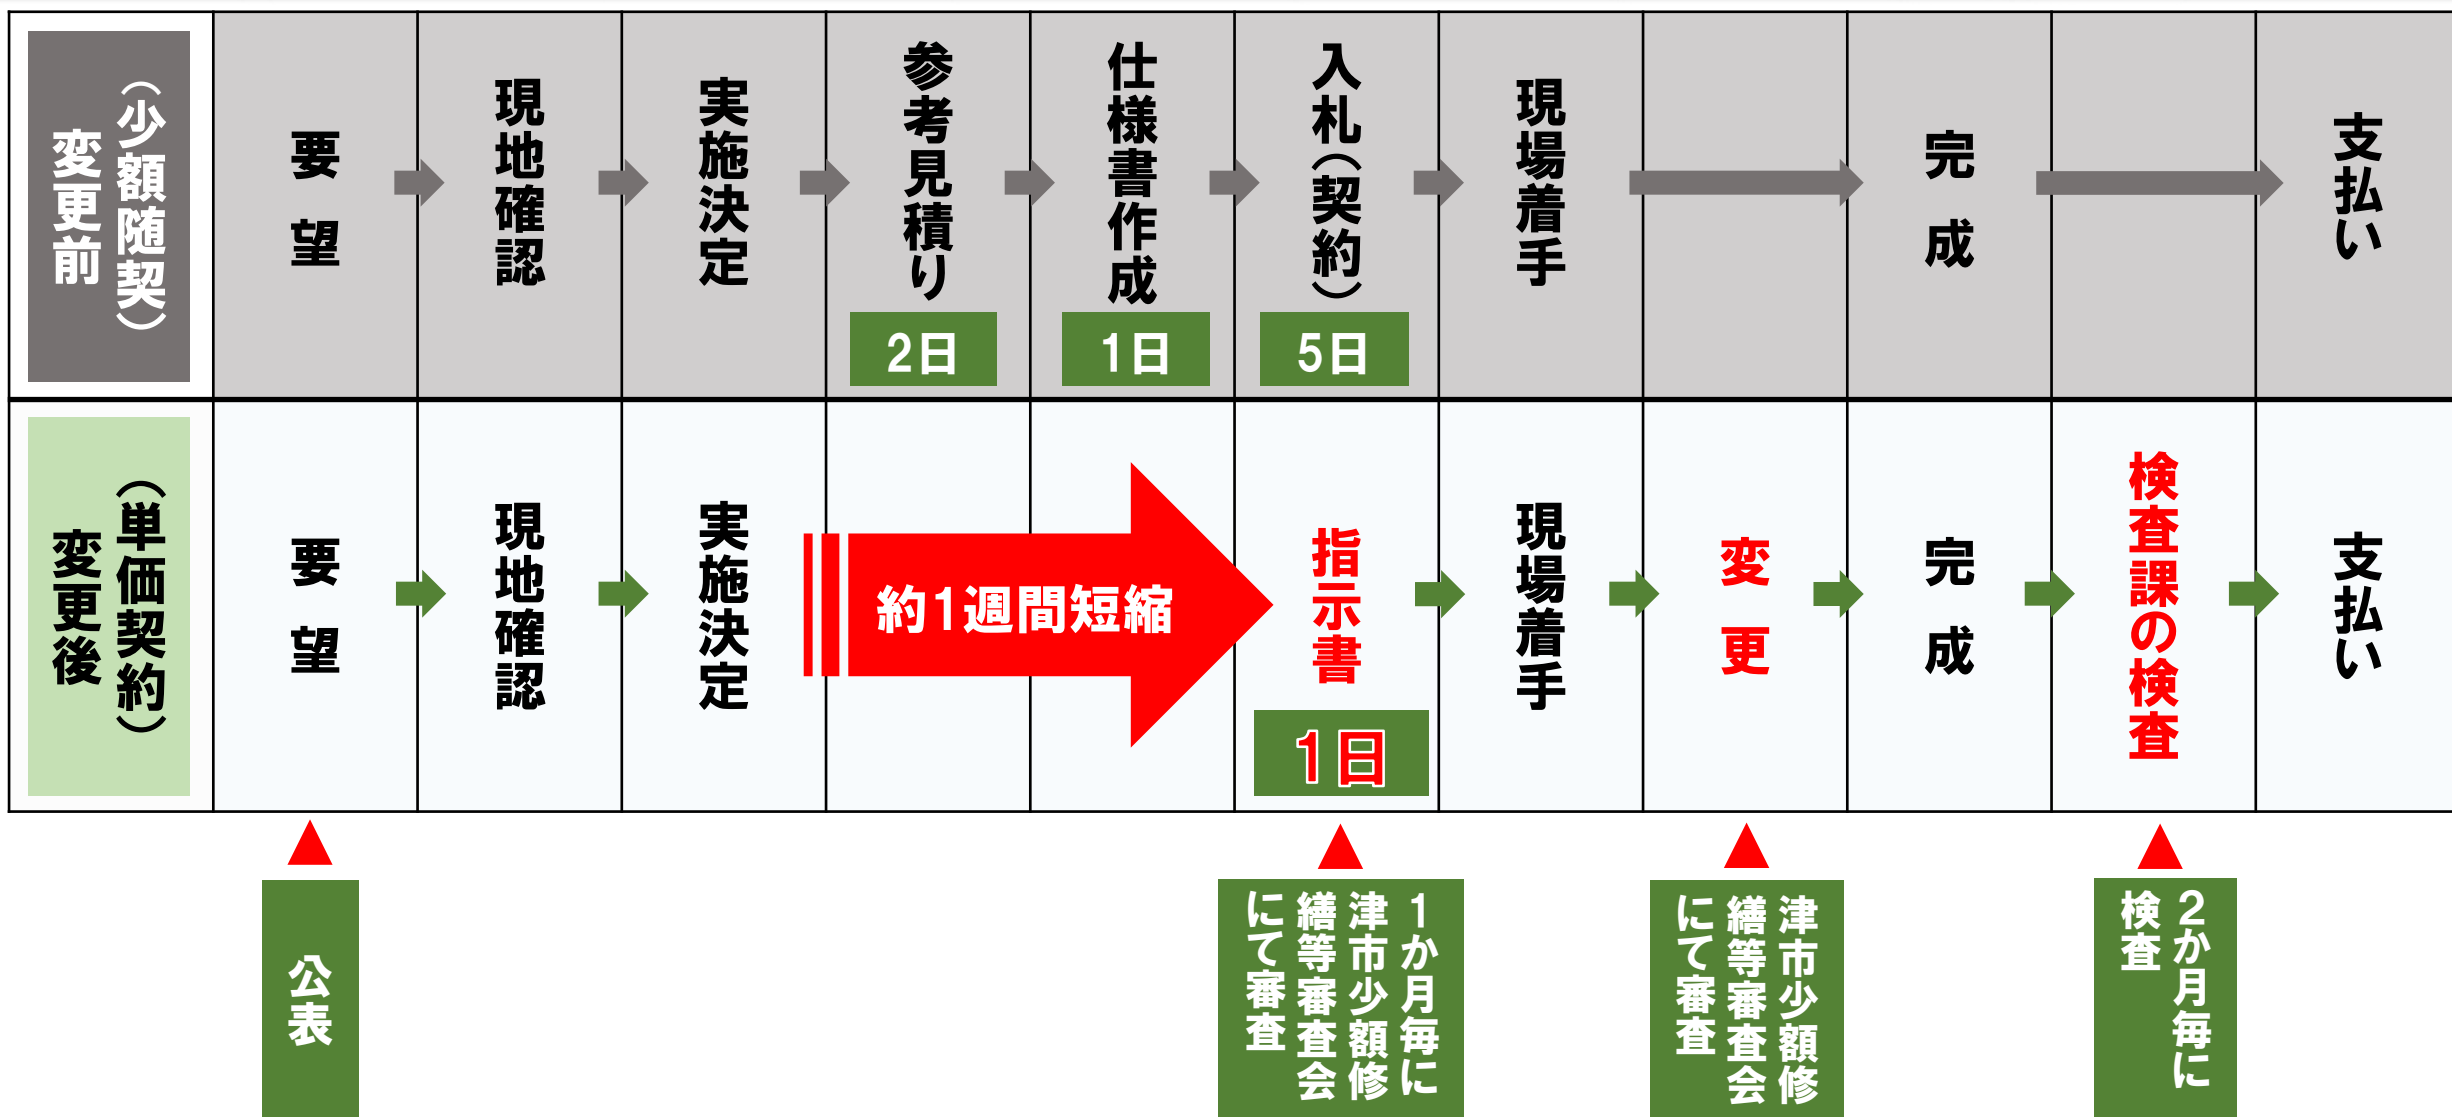 変更前
（少額随契）
要望
現地確認
実施決定
参考見積り
2日
仕様書作成
1日
入札（契約）
5日
現場着手
完成
支払い
変更後
（単価契約）
要望
現地確認
実施決定
約1週間短縮
指示書
1日
現場着手
変更
完成
検査課の検査
支払い
公表
１か月毎に
津市少額修
繕等審査会
にて審査
津市少額修
繕等審査会
にて審査
２か月毎に
検査